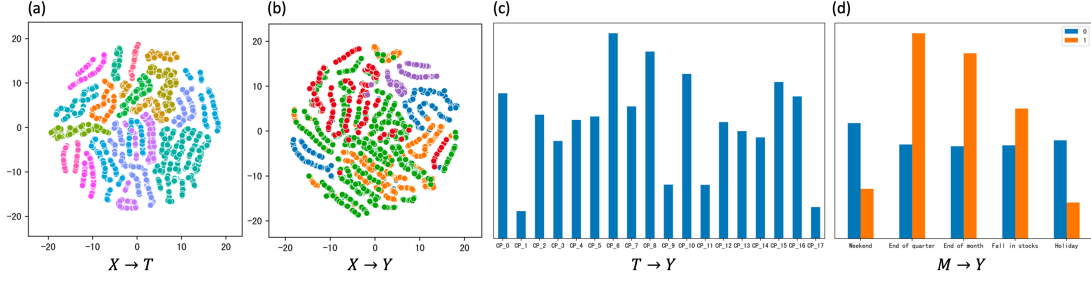 (a) (b) (c) (d)
20
10
0
−10
−20
−20 −10 0 10 20
20
10
0
−10
−20
−20 −10 0 10 20
CP_0 CP_1 CP_2 CP_3 CP_4 CP_5 CP_6 CP_7 CP_8 CP_9 CP_10 CP_11 CP_12 CP_13 CP_14 CP_15 CP_16 CP_17
0
1
Weekend End of quarter End of month Fall in stocks Holiday
X → T X → Y T → Y M → Y